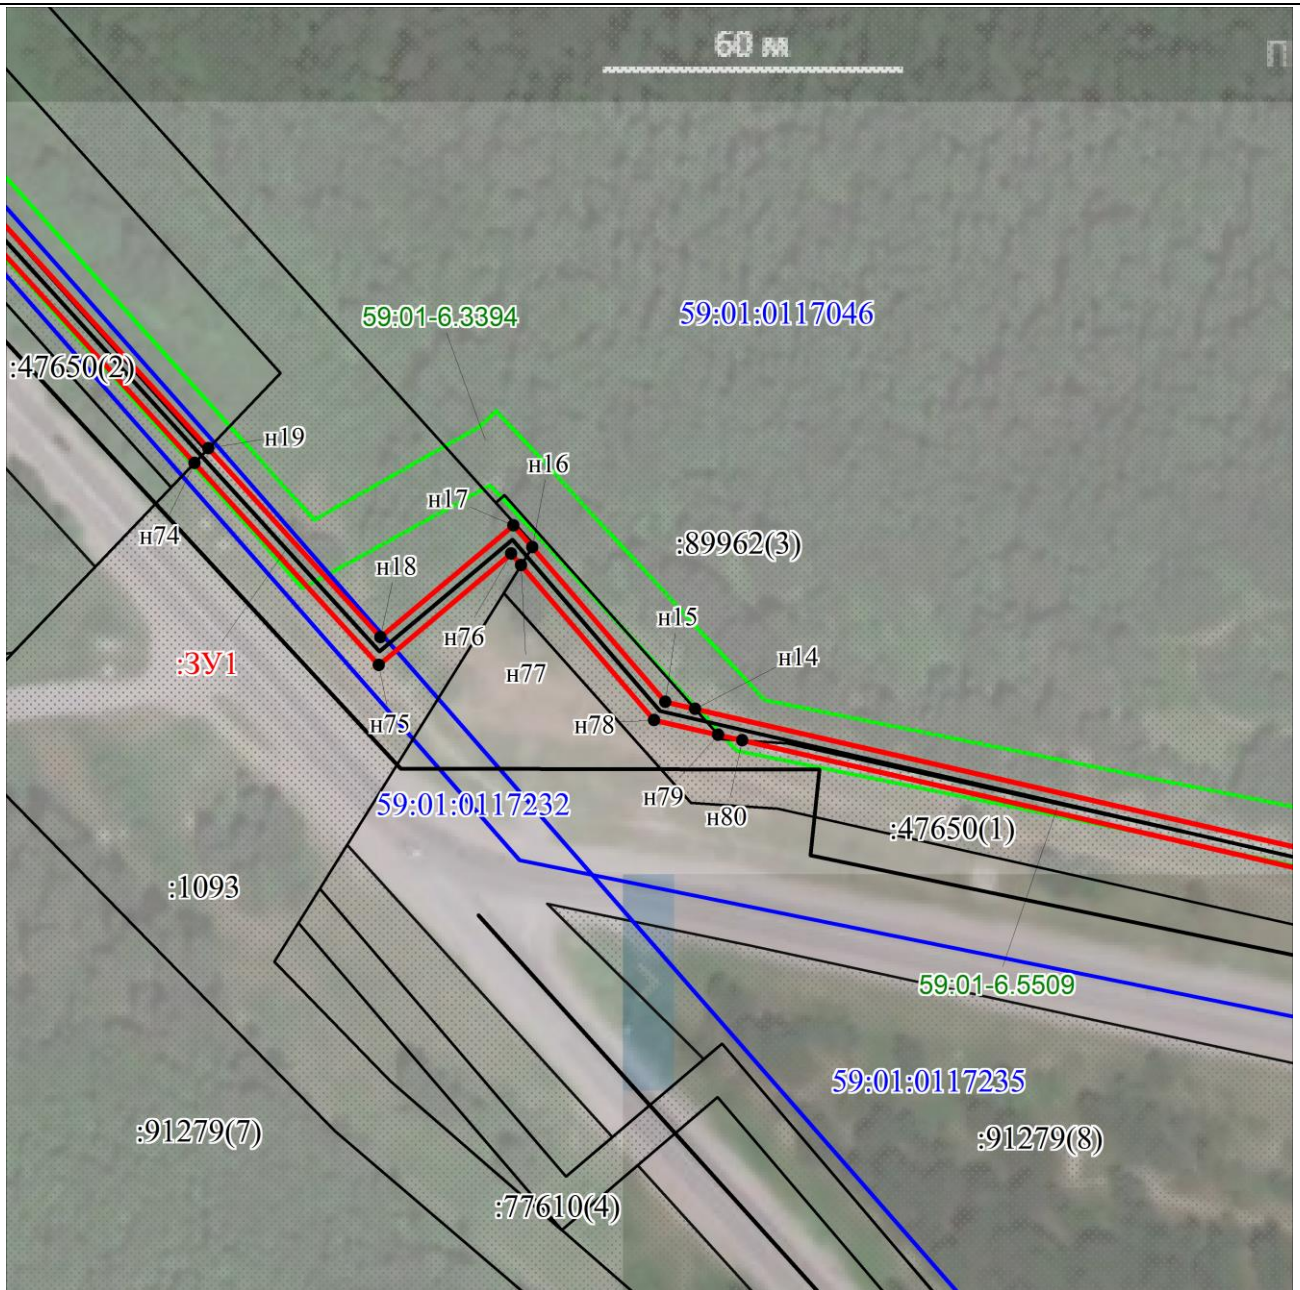 60 м
П
59:01-6.3394
59:01:0117046
:47650(2)
н19
н16
н17
н74
:89962(3)
н18
н15
н76
н14
:ЗУ1
н77
н75
н78
н79
59:01:0117232
н80
:47650(1)
:1093
59:01-6.5509
59:01:0117235
:91279(7)
:91279(8)
:77610(4)